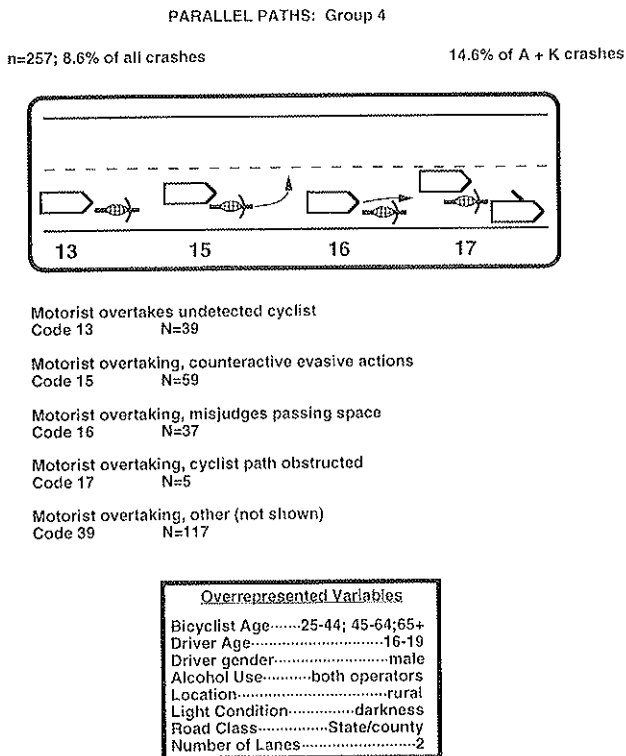 PARALLEL PATHS: Group 4
n=257; 8.6% of all crashes 14.6% of A + K crashes
13 15 16 17
Motorist overtakes undetected cyclist
Code 13 N=39
Motorist overtaking, counteractive evasive actions
Code 15 N=59
Motorist overtaking, misjudges passing space
Code 16 N=37
Motorist overtaking, cyclist path obstructed
Code 17 N=5
Motorist overtaking, other (not shown)
Code 39 N=117
Overrepresented Variables
Bicyclist Age.......25-44; 45-64;65+
Driver Age............................16-19
Driver gender........................male
Alcohol Use..........both operators
Location................................rural
Light Condition..............darkness
Road Class...............State/county
Number of Lanes.........................2